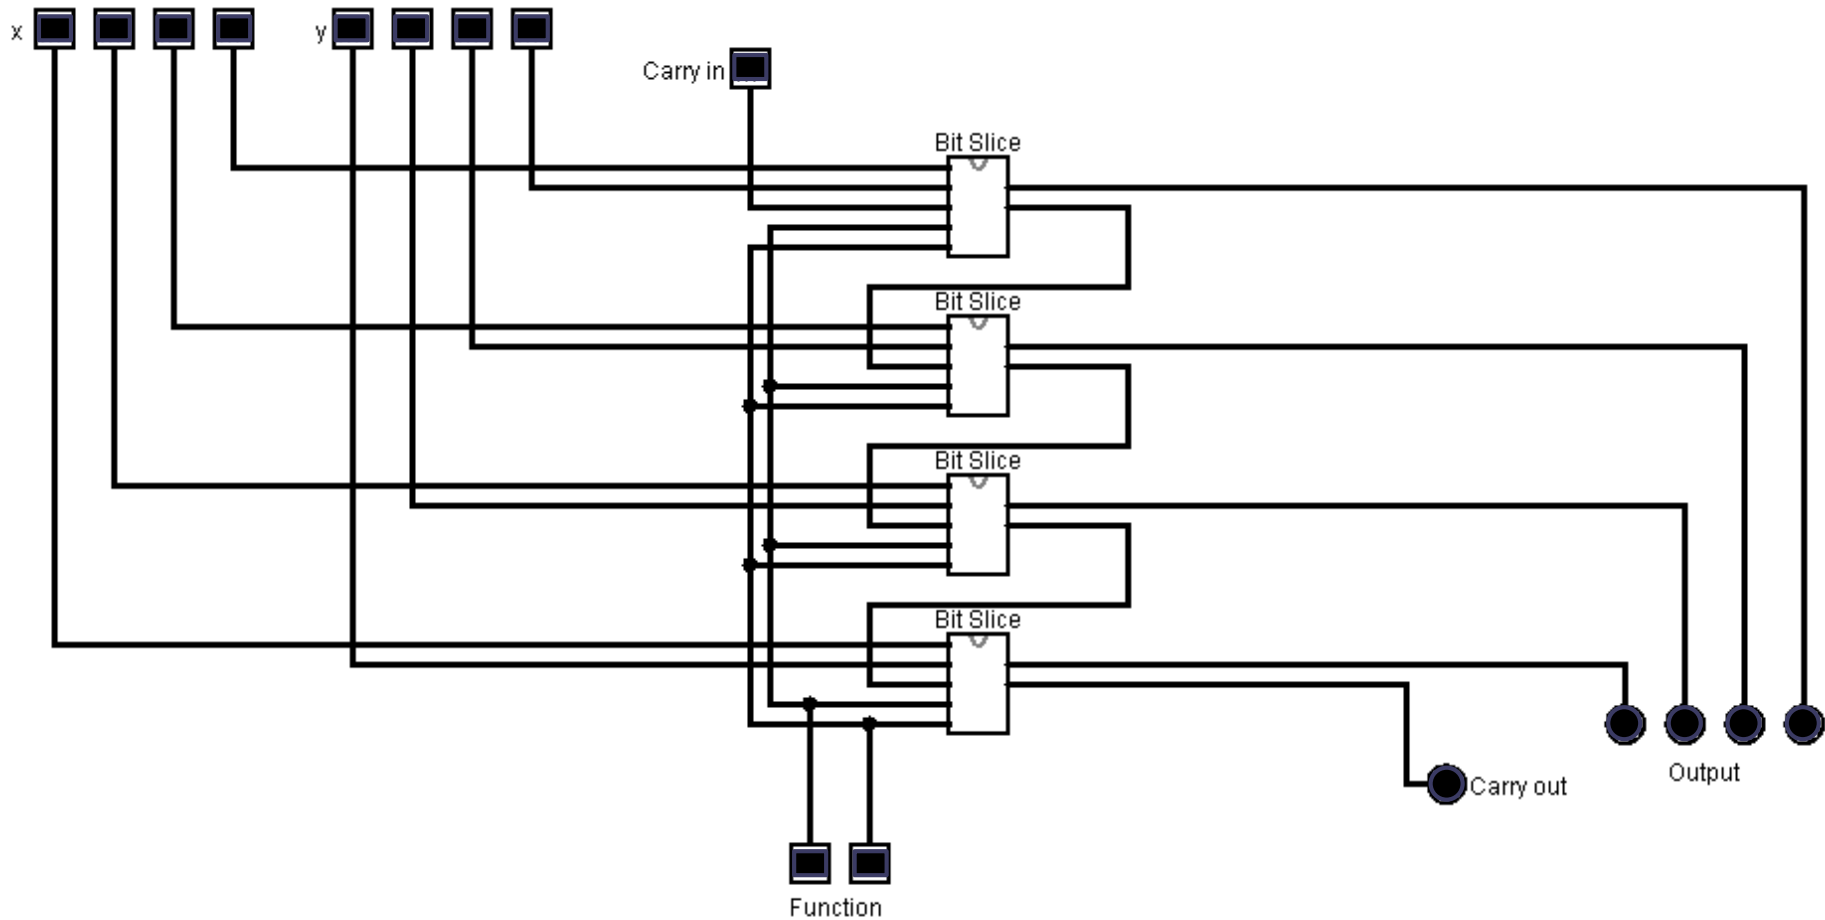 x
y
Carry in
Bit Slice
Bit Slice
Bit Slice
Bit Slice
Output
Carry out
Function